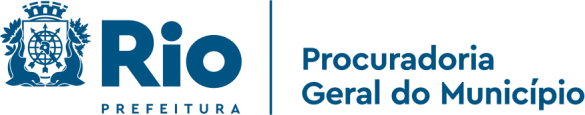 Rio
PREFEITURA
Procuradoria
Geral do Município